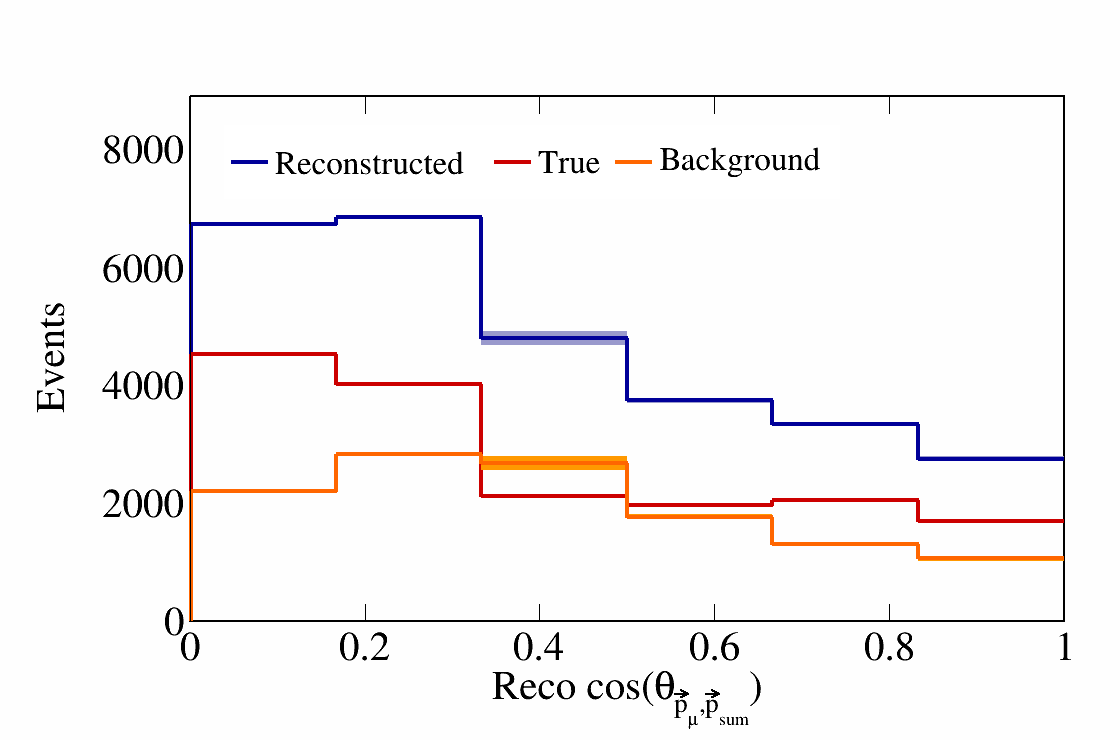 8000
6000
4000
2000
0
Events
Reconstructed True Background
0 0.2 0.4 0.6 0.8 1
Reco cos(θ p⃗μ,p⃗sum)